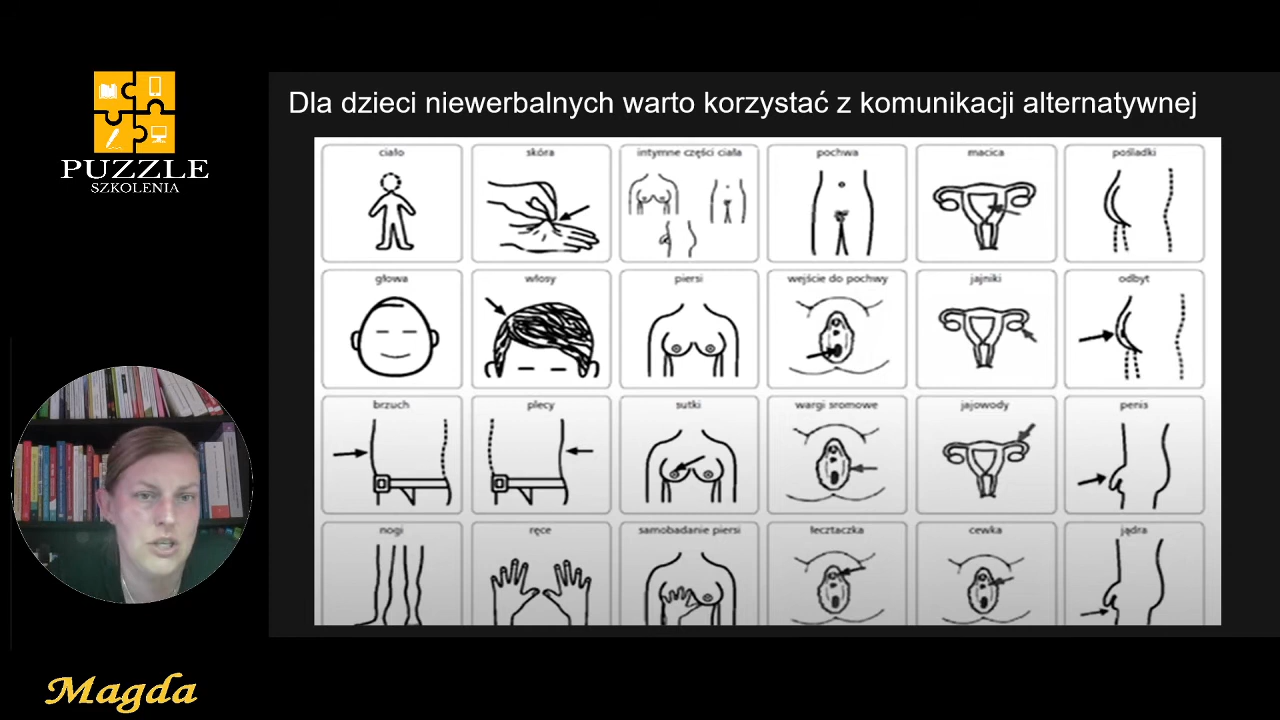 PUZZLE
SZKOLENIA
Dla dzieci niewerbalnych warto korzystać z komunikacji alternatywnej
ciało skóra intymne części ciała pochwa macica pośladki
głowa włosy piersi wejście do pochwy jajniki odbyt
brzuch plecy sutki wargi sromowe jajowody penis
nogi ręce samobadanie piersi łechtaczka cewka jądra
Magda